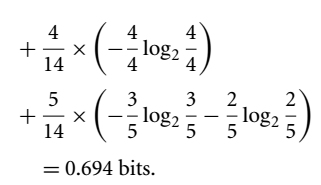 + 4/14 × (−4/4 log₂ 4/4)
+ 5/14 × (−3/5 log₂ 3/5 − 2/5 log₂ 2/5)
= 0.694 bits.